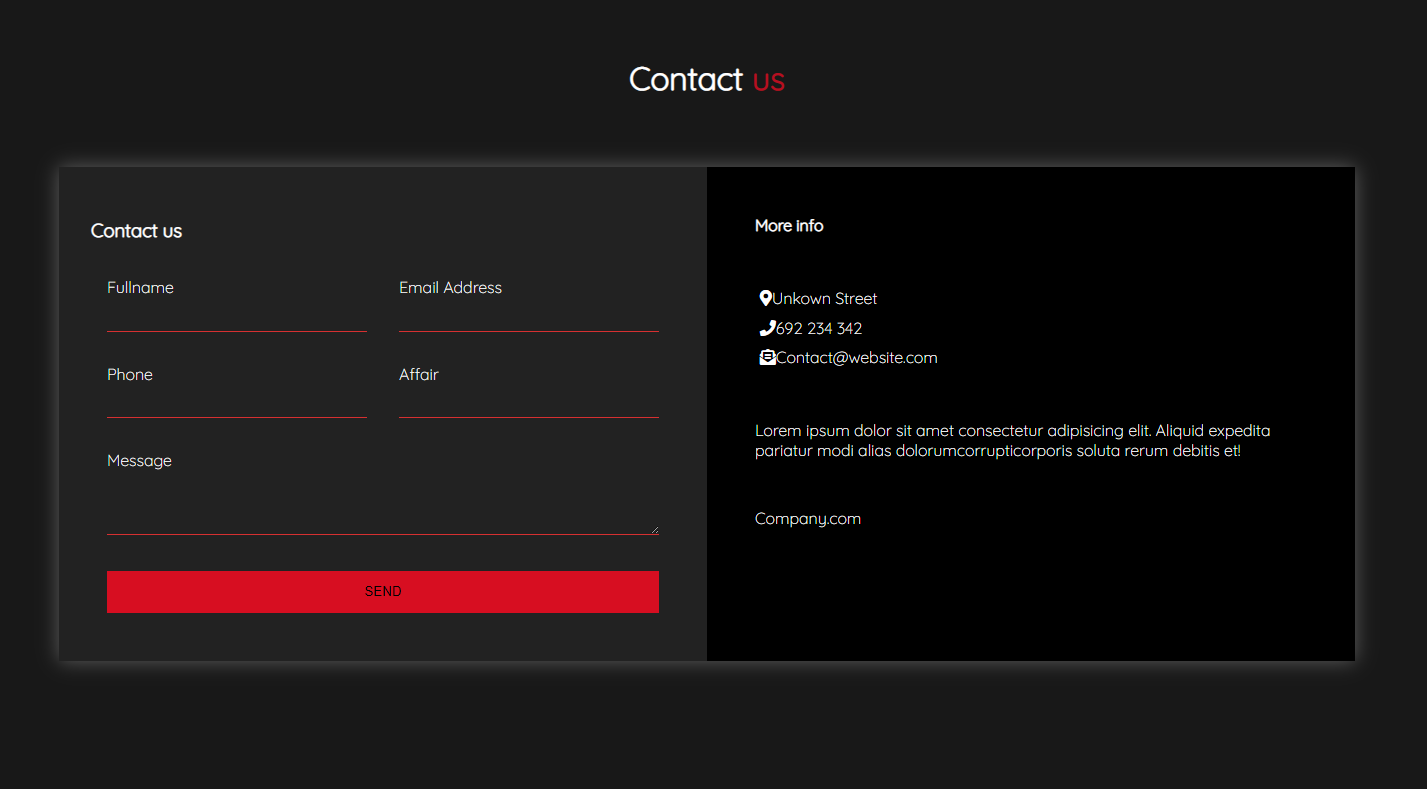 Contact us
Contact us
Fullname
Email Address
Phone
Affair
Message
SEND
More info
Unkown Street
692 234 342
Contact@website.com
Lorem ipsum dolor sit amet consectetur adipisicing elit. Aliquid expedita
pariatur modi alias dolorumcorrupticorporis soluta rerum debitis et!
Company.com